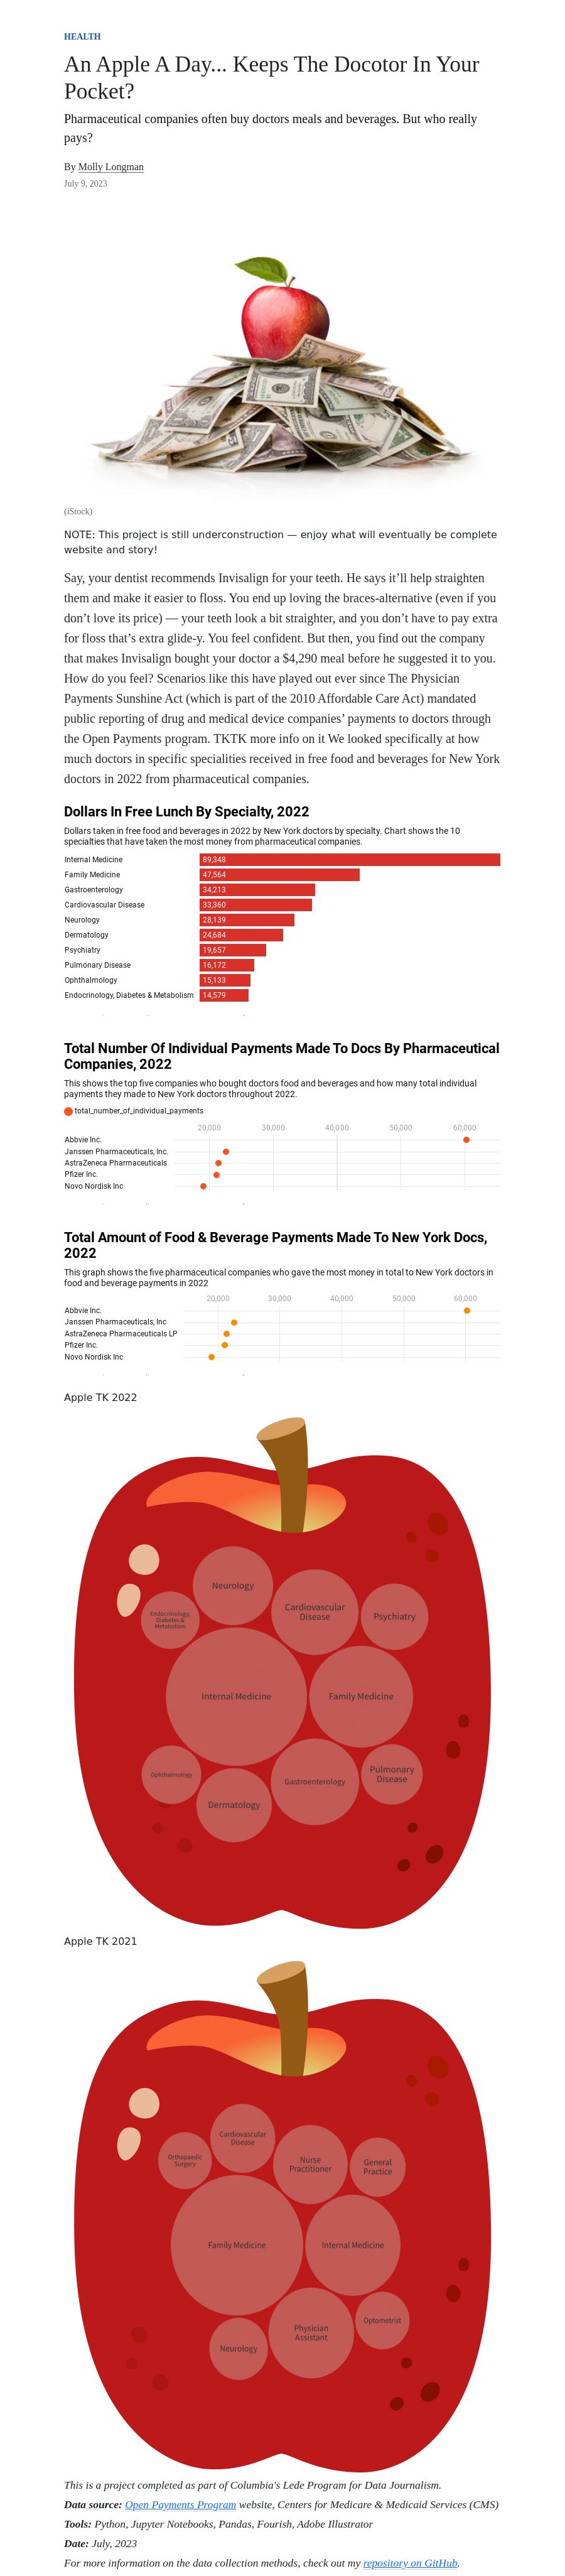 HEALTH
An Apple A Day... Keeps The Docotor In Your
Pocket?
Pharmaceutical companies often buy doctors meals and beverages. But who really
pays?
By Molly Longman
July 9, 2023
(iStock)
NOTE: This project is still underconstruction — enjoy what will eventually be complete
website and story!
Say, your dentist recommends Invisalign for your teeth. He says it’ll help straighten
them and make it easier to floss. You end up loving the braces-alternative (even if you
don’t love its price) — your teeth look a bit straighter, and you don’t have to pay extra
for floss that’s extra glide-y. You feel confident. But then, you find out the company
that makes Invisalign bought your doctor a $4,290 meal before he suggested it to you.
How do you feel? Scenarios like this have played out ever since The Physician
Payments Sunshine Act (which is part of the 2010 Affordable Care Act) mandated
public reporting of drug and medical device companies’ payments to doctors through
the Open Payments program. TKTK more info on it We looked specifically at how
much doctors in specific specialities received in free food and beverages for New York
doctors in 2022 from pharmaceutical companies.
Dollars In Free Lunch By Specialty, 2022
Dollars taken in free food and beverages in 2022 by New York doctors by specialty. Chart shows the 10
specialties that have taken the most money from pharmaceutical companies.
Internal Medicine 89,348
Family Medicine 47,564
Gastroenterology 34,213
Cardiovascular Disease 33,360
Neurology 28,139
Dermatology 24,684
Psychiatry 19,657
Pulmonary Disease 16,172
Ophthalmology 15,133
Endocrinology, Diabetes & Metabolism 14,579
Total Number Of Individual Payments Made To Docs By Pharmaceutical
Companies, 2022
This shows the top five companies who bought doctors food and beverages and how many total individual
payments they made to New York doctors throughout 2022.
total_number_of_individual_payments
20,000 30,000 40,000 50,000 60,000
Abbvie Inc.
Janssen Pharmaceuticals, Inc.
AstraZeneca Pharmaceuticals
Pfizer Inc.
Novo Nordisk Inc
Total Amount of Food & Beverage Payments Made To New York Docs,
2022
This graph shows the five pharmaceutical companies who gave the most money in total to New York doctors in
food and beverage payments in 2022
20,000 30,000 40,000 50,000 60,000
Abbvie Inc.
Janssen Pharmaceuticals, Inc
AstraZeneca Pharmaceuticals LP
Pfizer Inc.
Novo Nordisk Inc
Apple TK 2022
Neurology
Cardiovascular
Disease
Psychiatry
Endocrinology,
Diabetes &
Metabolism
Internal Medicine
Family Medicine
Ophthalmology
Gastroenterology
Pulmonary
Disease
Dermatology
Apple TK 2021
Cardiovascular
Disease
Orthopaedic
Surgery
Nurse
Practitioner
General
Practice
Family Medicine
Internal Medicine
Optometrist
Physician
Assistant
Neurology
This is a project completed as part of Columbia's Lede Program for Data Journalism.
Data source: Open Payments Program website, Centers for Medicare & Medicaid Services (CMS)
Tools: Python, Jupyter Notebooks, Pandas, Fourish, Adobe Illustrator
Date: July, 2023
For more information on the data collection methods, check out my repository on GitHub.